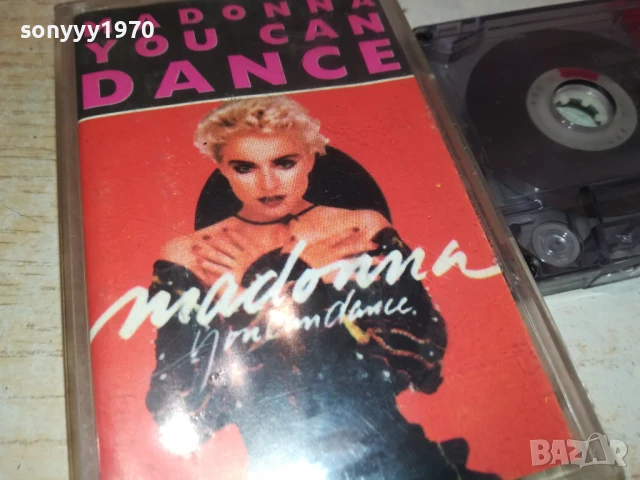 sonyyy1970
MADONNA
YOU CAN
DANCE
madonna
You Can dance.
BAZAR